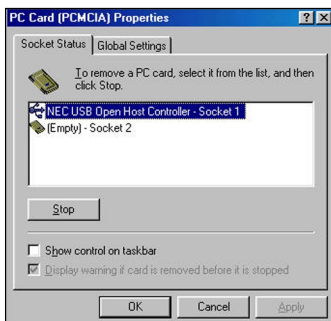 PC Card (PCMCIA) Properties
Socket Status Global Settings
To remove a PC card, select it from the list, and then
click Stop.
NEC USB Open Host Controller - Socket 1
(Empty) - Socket 2
Stop
Show control on taskbar
Display warning if card is removed before it is stopped
OK Cancel Apply